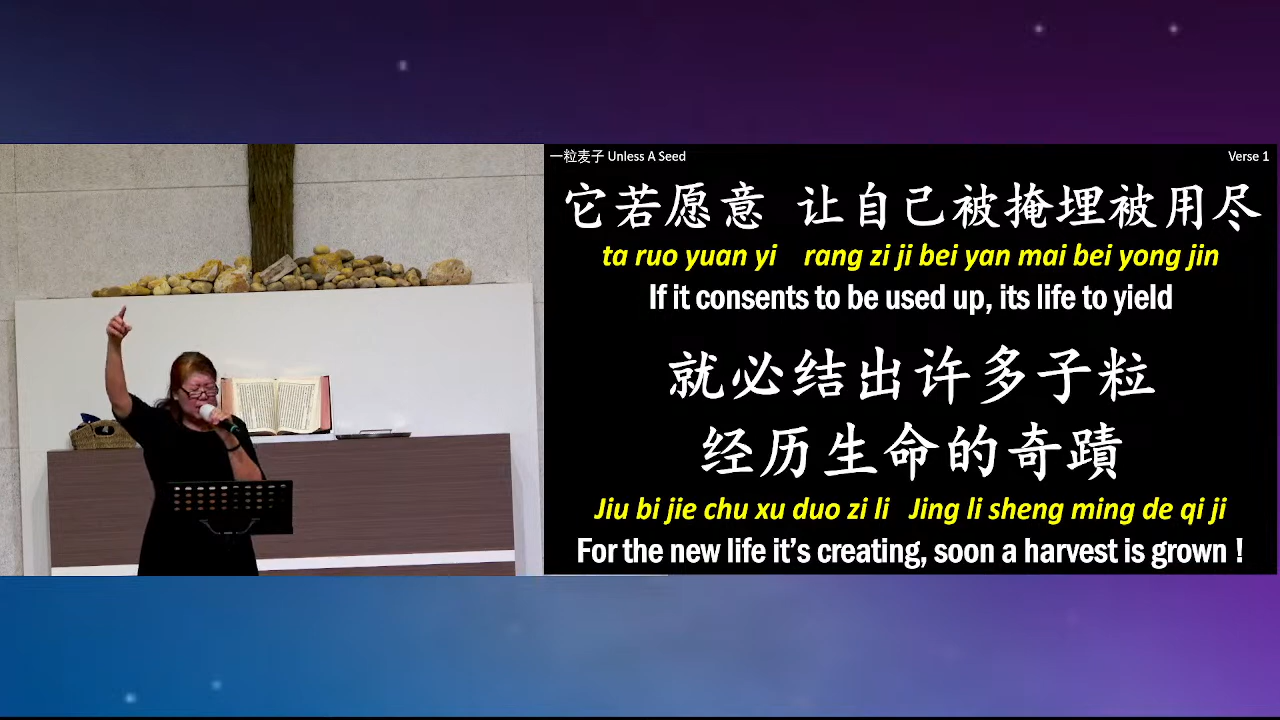 一粒麦子 Unless A Seed
Verse 1
它若愿意 让自己被掩埋被用尽
ta ruo yuan yi rang zi ji bei yan mai bei yong jin
If it consents to be used up, its life to yield
就必结出许多子粒
经历生命的奇蹟
Jiu bi jie chu xu duo zi li Jing li sheng ming de qi ji
For the new life it’s creating, soon a harvest is grown !